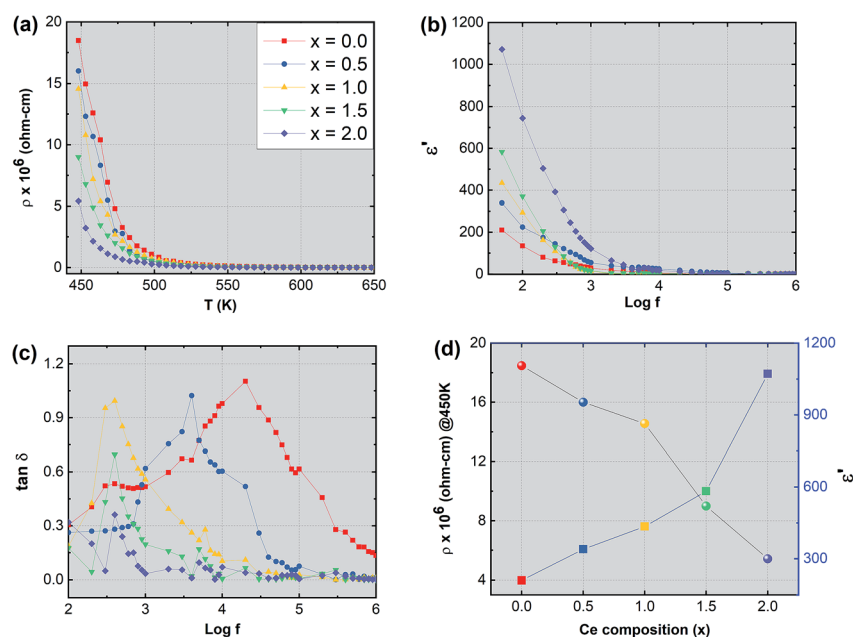 (a)
20
15
10
5
0
ρ x 10⁶ (ohm-cm)
450
500
550
600
650
T (K)
x = 0.0
x = 0.5
x = 1.0
x = 1.5
x = 2.0
(b)
1200
1000
800
600
400
200
0
ε'
2
3
4
5
6
Log f
(c)
1.2
0.9
0.6
0.3
0.0
tan δ
2
3
4
5
6
Log f
(d)
20
18
16
14
12
10
8
6
4
ρ x 10⁶ (ohm-cm) @450K
0.0
0.5
1.0
1.5
2.0
Ce composition (x)
1200
900
600
300
ε'